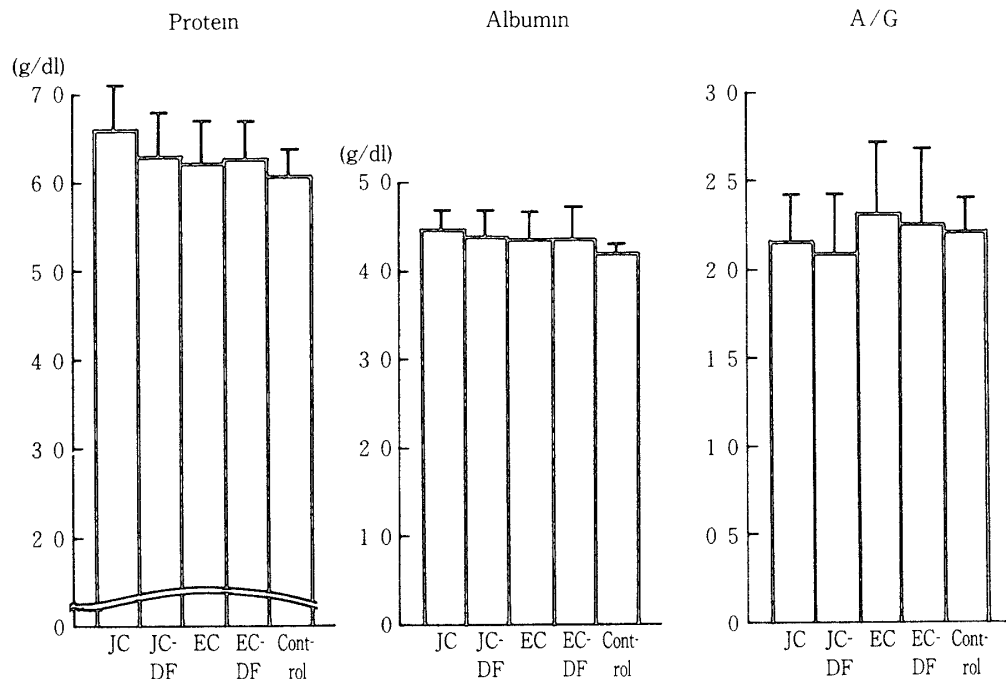 Protein
(g/dl)
7 0
6 0
5 0
4 0
3 0
2 0
0
JC
JC-
DF
EC
EC-
DF
Cont-
rol
Albumin
(g/dl)
5 0
4 0
3 0
2 0
1 0
0
JC
JC-
DF
EC
EC-
DF
Cont-
rol
A/G
3 0
2 5
2 0
1 5
1 0
0 5
0
JC
JC-
DF
EC
EC-
DF
Cont-
rol